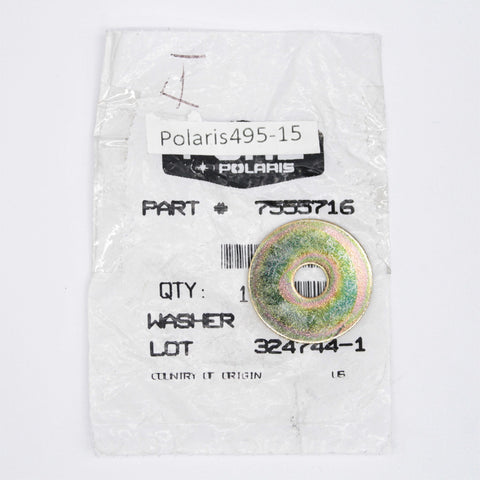 A
Polaris495-15
POLARIS
PART # 7555716
QTY: 1
WASHER
LOT 324744-1
COUNTRY OF ORIGIN US